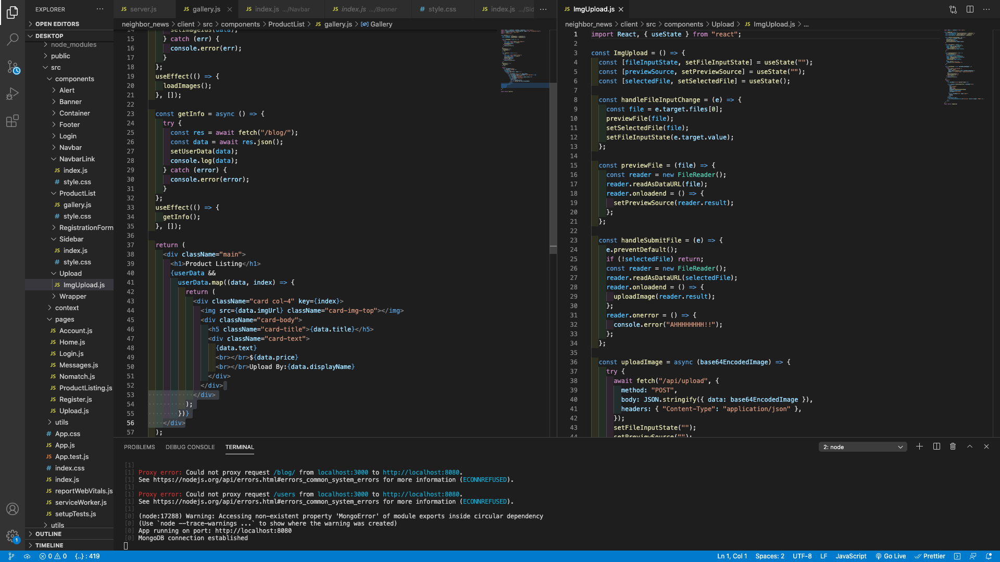 EXPLORER ···
OPEN EDITORS
DESKTOP
node_modules
public
src
components
Alert
Banner
Container
Footer
Login
Navbar
NavbarLink
JS index.js
# style.css
ProductList
JS gallery.js
# style.css
RegistrationForm
Sidebar
JS index.js
# style.css
Upload
JS ImgUpload.js
Wrapper
context
pages
JS Account.js
JS Home.js
JS Login.js
JS Messages.js
JS Nomatch.js
JS ProductListing.js
JS Register.js
JS Upload.js
utils
# App.css
JS App.js
JS App.test.js
# index.css
JS index.js
JS reportWebVitals.js
JS serviceWorker.js
JS setupTests.js
utils
OUTLINE
TIMELINE
JS server.js JS gallery.js × JS index.js .../Navbar JS index.js .../Banner # style.css JS index.js .../Sid ···
neighbor_news > client > src > components > ProductList > JS gallery.js > Gallery
14 setImageIds(data);
15 } catch (err) {
16 console.error(err);
17 }
18 };
19 useEffect(() => {
20 loadImages();
21 }, []);
22
23 const getInfo = async () => {
24 try {
25 const res = await fetch("/blog/");
26 const data = await res.json();
27 setUserData(data);
28 console.log(data);
29 } catch (error) {
30 console.error(error);
31 }
32 };
33 useEffect(() => {
34 getInfo();
35 }, []);
36
37 return (
38 <div className="main">
39 <h1>Product Listing</h1>
40 {userData &&
41 userData.map((data, index) => {
42 return (
43 <div className="card col-4" key={index}>
44 <img src={data.imgUrl} className="card-img-top"></img>
45 <div className="card-body">
46 <h5 className="card-title">{data.title}</h5>
47 <div className="card-text">
48 {data.text}
49 <br></br>${data.price}
50 <br></br>Upload By:{data.displayName}
51 </div>
52 </div>
53 </div>
54 );
55 })}
56 </div>
57 );
JS ImgUpload.js ×
neighbor_news > client > src > components > Upload > JS ImgUpload.js > ...
1 import React, { useState } from "react";
2
3 const ImgUpload = () => {
4 const [fileInputState, setFileInputState] = useState("");
5 const [previewSource, setPreviewSource] = useState("");
6 const [selectedFile, setSelectedFile] = useState();
7
8 const handleFileInputChange = (e) => {
9 const file = e.target.files[0];
10 previewFile(file);
11 setSelectedFile(file);
12 setFileInputState(e.target.value);
13 };
14
15 const previewFile = (file) => {
16 const reader = new FileReader();
17 reader.readAsDataURL(file);
18 reader.onloadend = () => {
19 setPreviewSource(reader.result);
20 };
21 };
22
23 const handleSubmitFile = (e) => {
24 e.preventDefault();
25 if (!selectedFile) return;
26 const reader = new FileReader();
27 reader.readAsDataURL(selectedFile);
28 reader.onloadend = () => {
29 uploadImage(reader.result);
30 };
31 reader.onerror = () => {
32 console.error("AHHHHHHHH!!");
33 };
34 };
35
36 const uploadImage = async (base64EncodedImage) => {
37 try {
38 await fetch("/api/upload", {
39 method: "POST",
40 body: JSON.stringify({ data: base64EncodedImage }),
41 headers: { "Content-Type": "application/json" },
42 });
43 setFileInputState("");
44 setPreviewSource("");
PROBLEMS DEBUG CONSOLE TERMINAL 2: node
[1]
[1] Proxy error: Could not proxy request /blog/ from localhost:3000 to http://localhost:8080.
[1] See https://nodejs.org/api/errors.html#errors_common_system_errors for more information (ECONNREFUSED).
[1]
[1] Proxy error: Could not proxy request /users from localhost:3000 to http://localhost:8080.
[1] See https://nodejs.org/api/errors.html#errors_common_system_errors for more information (ECONNREFUSED).
[1]
[0] (node:17288) Warning: Accessing non-existent property 'MongoError' of module exports inside circular dependency
[0] (Use `node --trace-warnings ...` to show where the warning was created)
[0] App running on port: http://localhost:8080
[0] MongoDB connection established
1
0 0 {..} : 419 Ln 1, Col 1 Spaces: 2 UTF-8 LF JavaScript Go Live Prettier